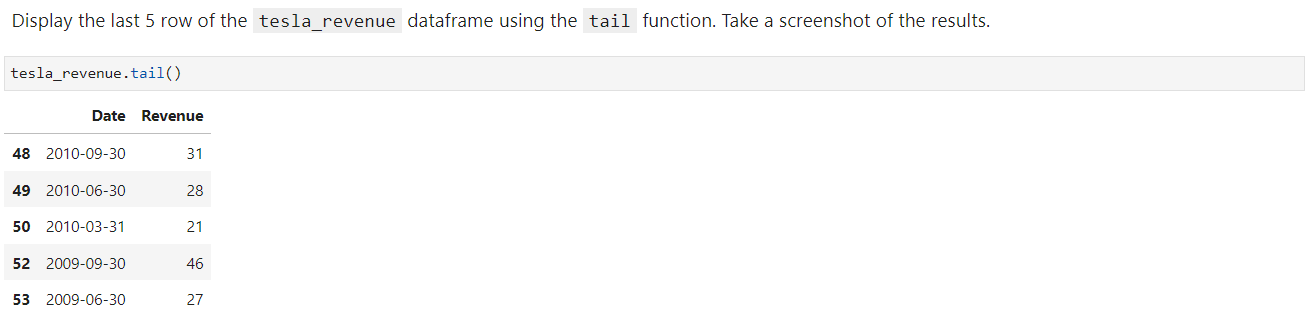 Display the last 5 row of the tesla_revenue dataframe using the tail function. Take a screenshot of the results.
tesla_revenue.tail()
Date Revenue
48 2010-09-30 31
49 2010-06-30 28
50 2010-03-31 21
52 2009-09-30 46
53 2009-06-30 27